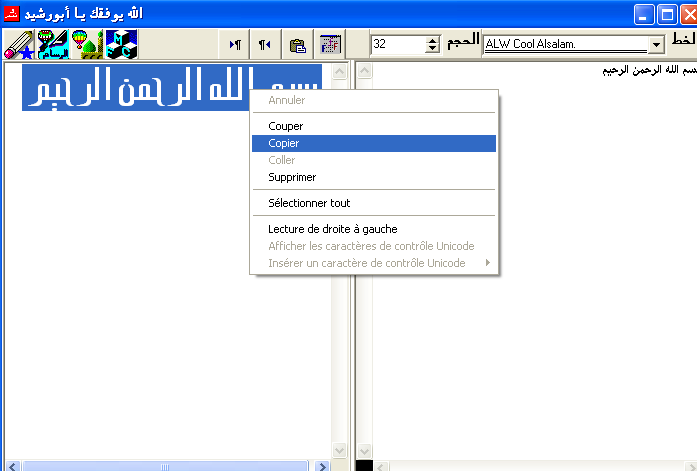 الله يوفقك يا أبورشيد
32
الحجم
ALW Cool Alsalam.
الخط
بسم الله الرحمن الرحيم
بسم الله الرحمن الرحيم
Annuler
Couper
Copier
Coller
Supprimer
Sélectionner tout
Lecture de droite à gauche
Afficher les caractères de contrôle Unicode
Insérer un caractère de contrôle Unicode